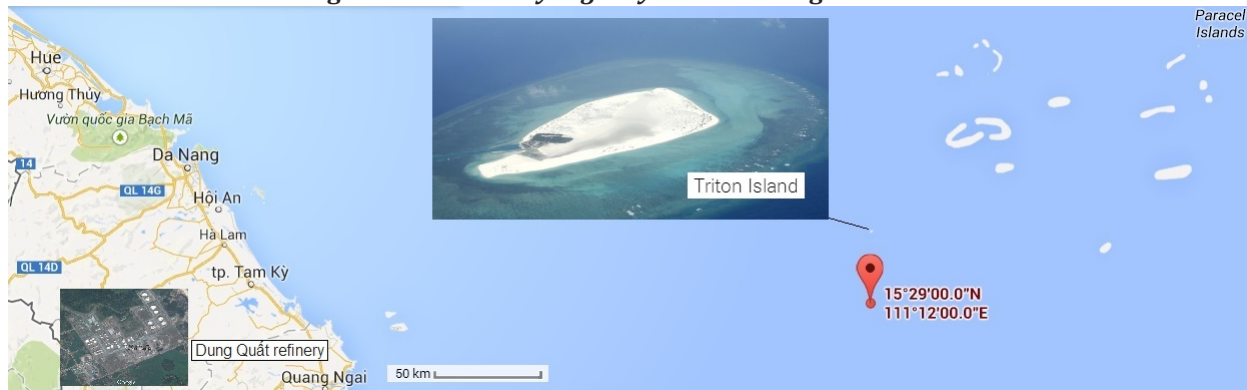 Paracel
Islands
Hue
Hương Thủy
Vườn quốc gia Bạch Mã
Da Nang
14
QL 14G
Hội An
Triton Island
Hà Lam
QL 14D
tp. Tam Kỳ
15°29'00.0"N
111°12'00.0"E
Dung Quất refinery
Google
50 km
Quang Ngai